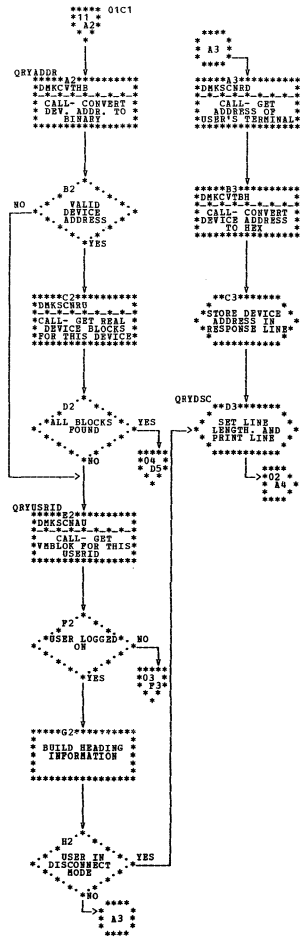 01C1
11
A2
QRYADDR
A2
DMKCVTHB
CALL- CONVERT
DEV. ADDR. TO
BINARY
B2
VALID
DEVICE
ADDRESS
NO
YES
C2
DMKSCNRU
CALL- GET REAL
DEVICE BLOCKS
FOR THIS DEVICE
D2
ALL BLOCKS
FOUND
YES
NO
04
D5
QRYUSRID
E2
DMKSCNAU
CALL- GET
VMBLOK FOR THIS
USERID
F2
USER LOGGED
ON
NO
YES
03
F3
G2
BUILD HEADING
INFORMATION
H2
USER IN
DISCONNECT
MODE
YES
NO
A3
A3
A3
DMKSCNRD
CALL- GET
ADDRESS OF
USER'S TERMINAL
B3
DMKCVTBH
CALL- CONVERT
DEVICE ADDRESS
TO HEX
C3
STORE DEVICE
ADDRESS IN
RESPONSE LINE
QRYDSC
D3
SET LINE
LENGTH, AND
PRINT LINE
02
A4